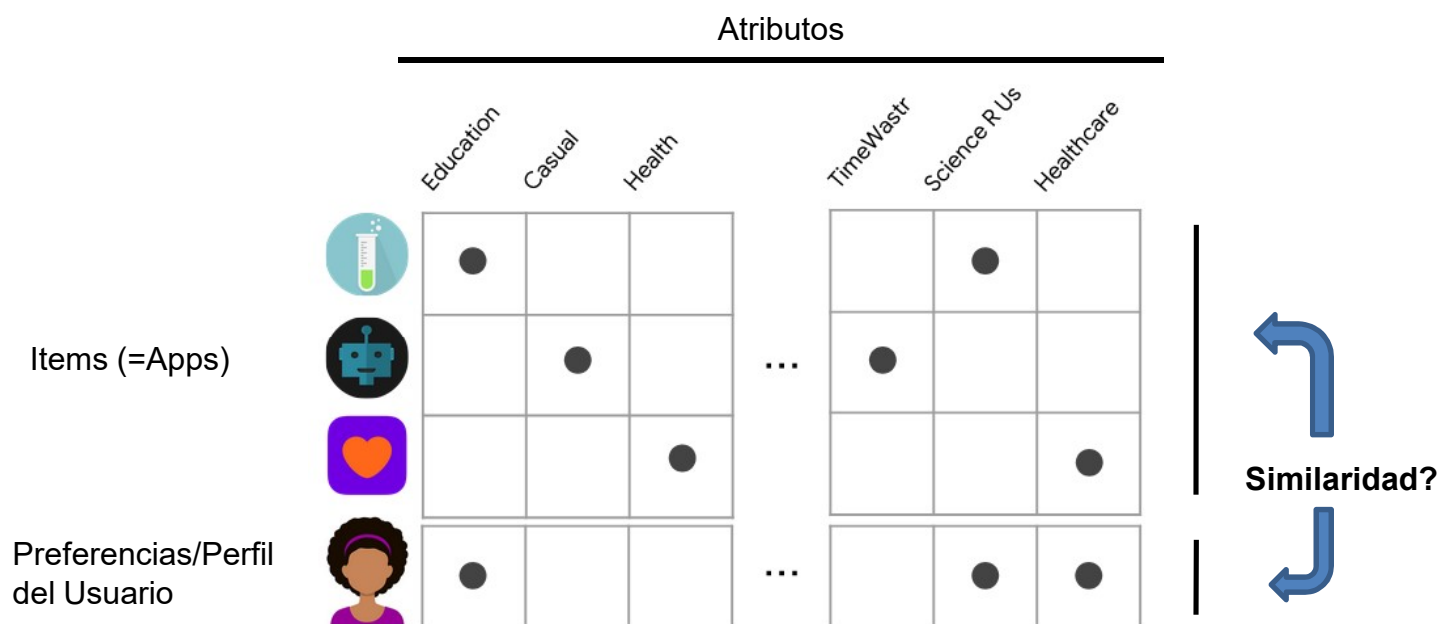 Atributos
Education
Casual
Health
TimeWastr
Science R Us
Healthcare
Items (=Apps)
...
Similaridad?
Preferencias/Perfil
del Usuario
...